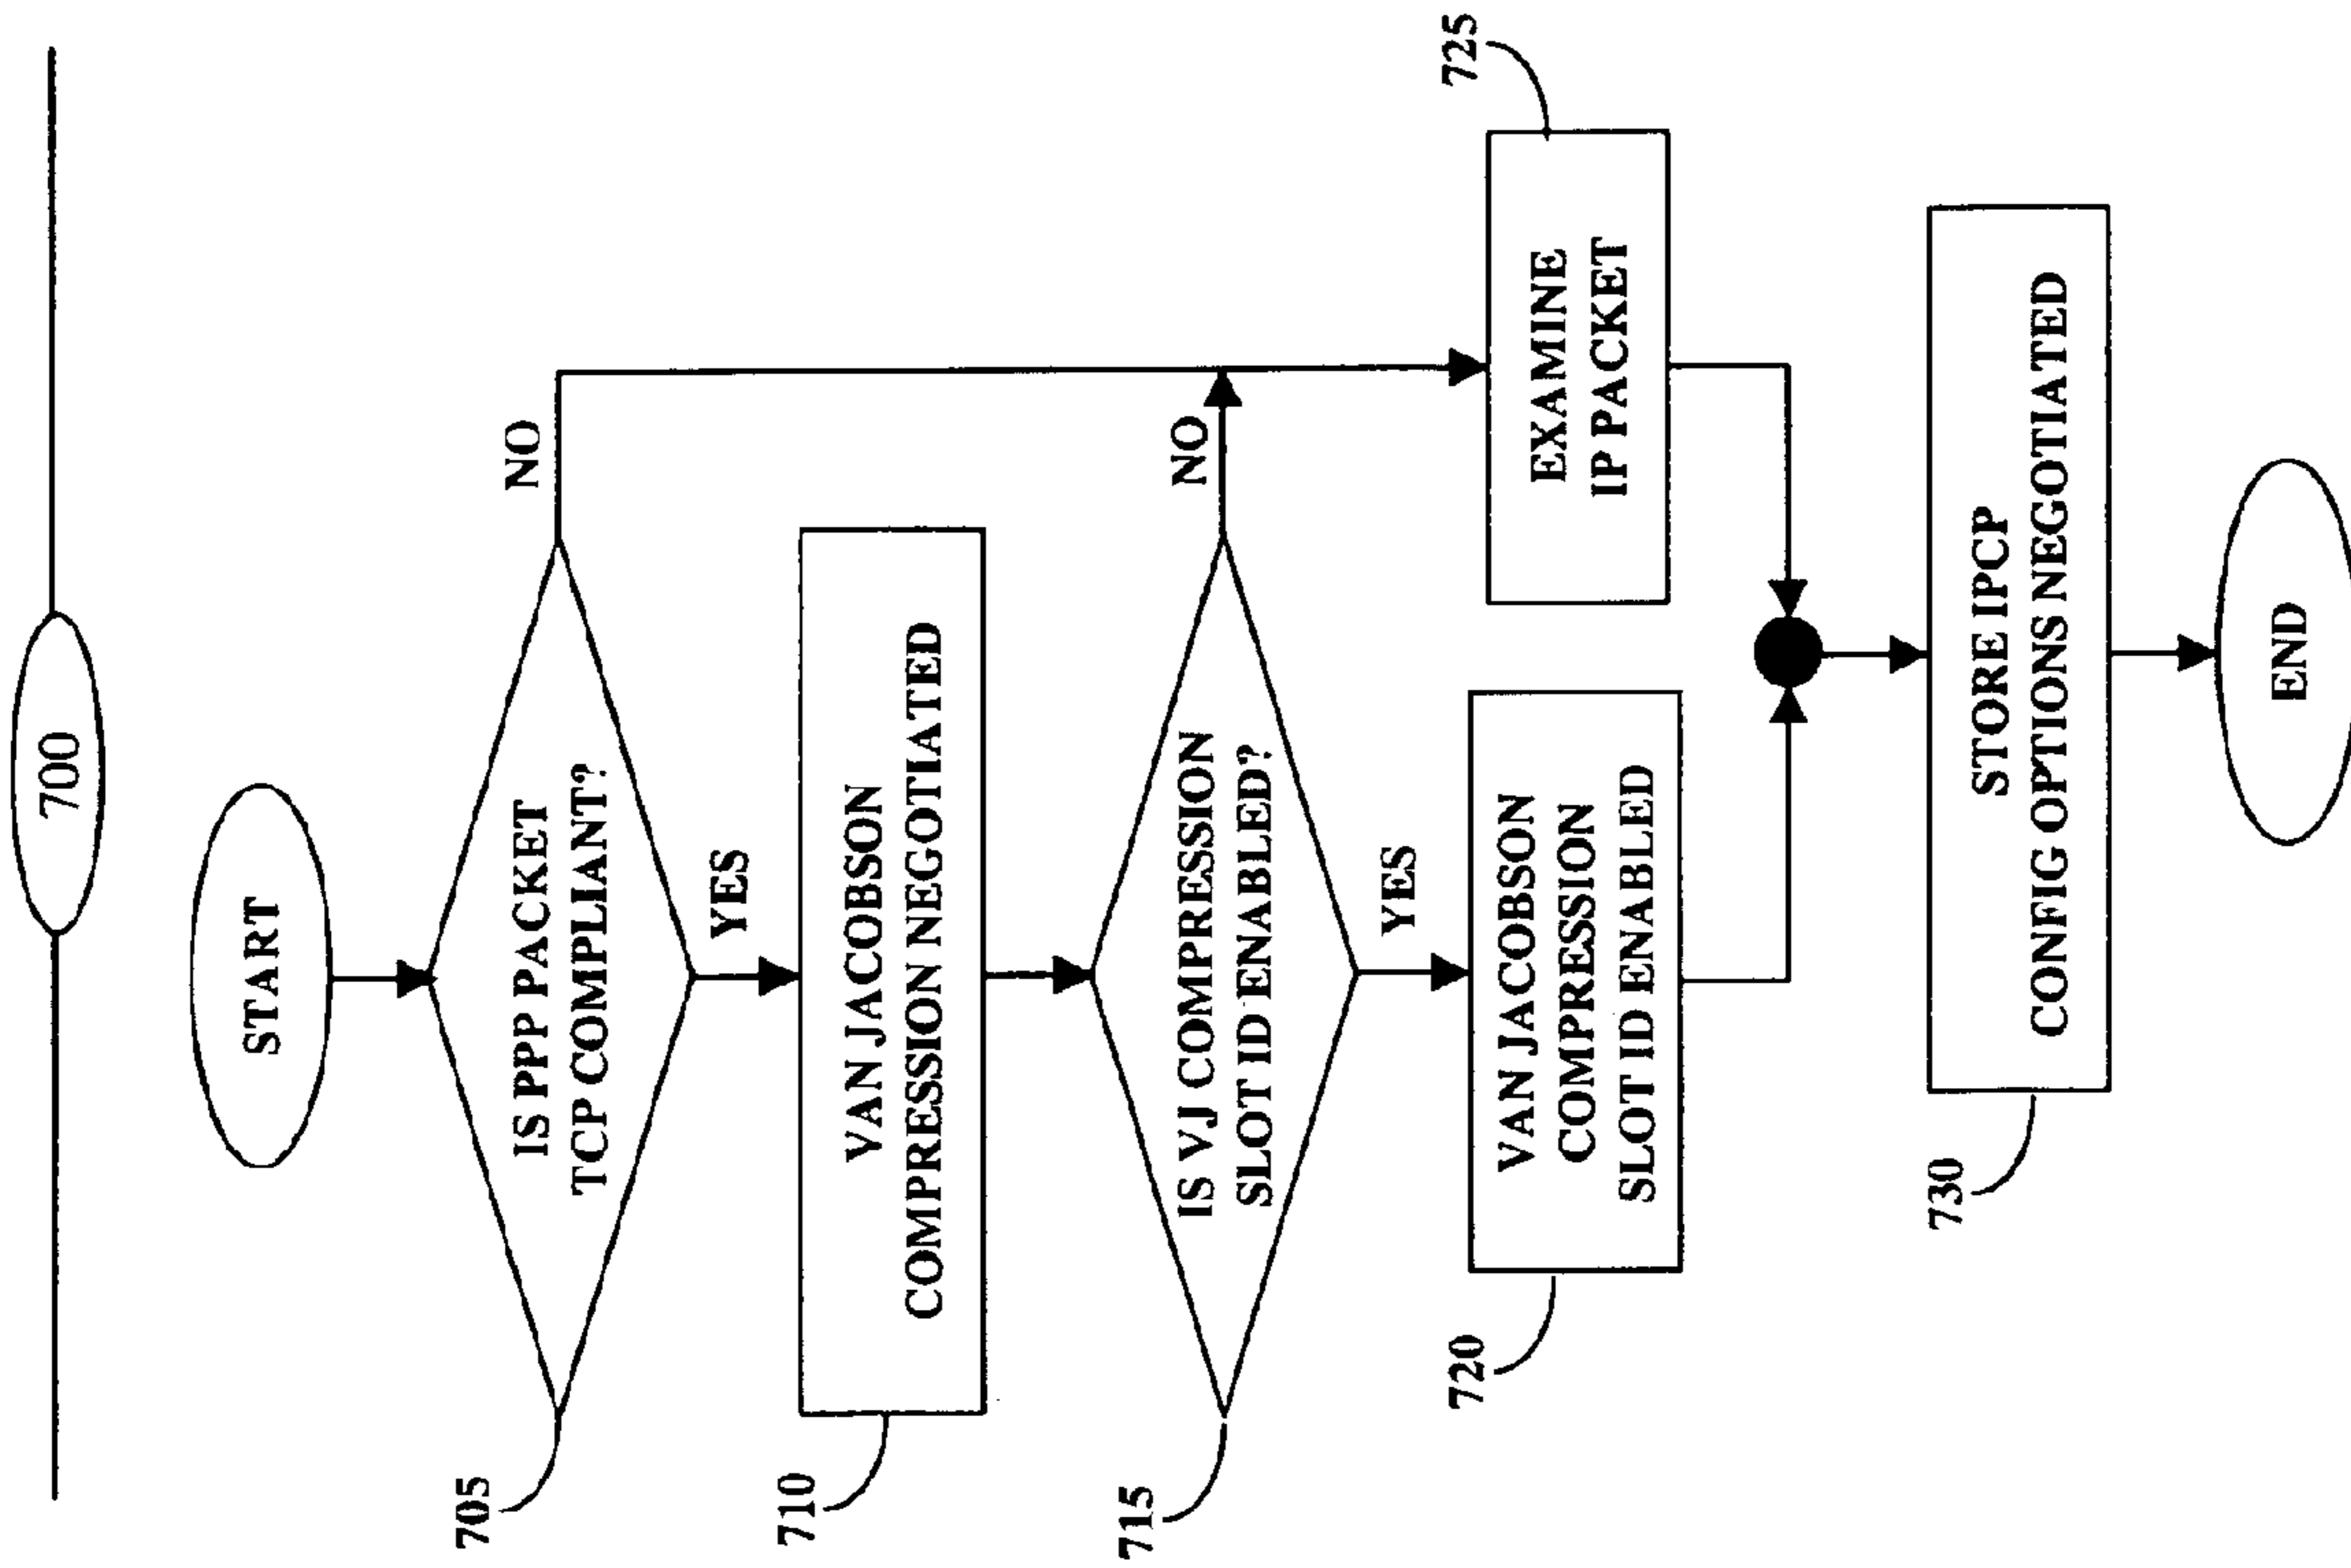 700
START
705
IS PPP PACKET
TCP COMPLIANT?
NO
YES
710
VAN JACOBSON
COMPRESSION NEGOTIATED
715
IS VJ COMPRESSION
SLOT ID ENABLED?
NO
YES
720
VAN JACOBSON
COMPRESSION
SLOT ID ENABLED
725
EXAMINE
IP PACKET
730
STORE IPCP
CONFIG OPTIONS NEGOTIATED
END